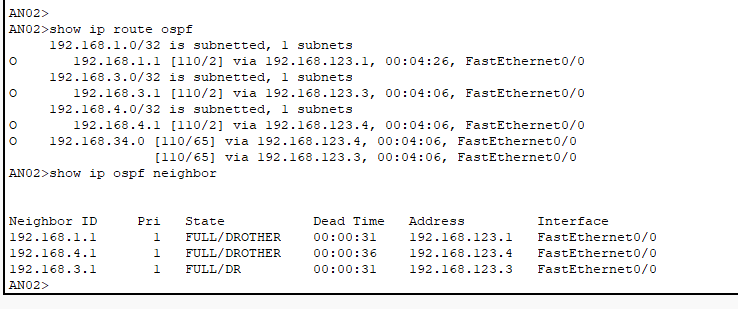 AN02>
AN02>show ip route ospf
     192.168.1.0/32 is subnetted, 1 subnets
O       192.168.1.1 [110/2] via 192.168.123.1, 00:04:26, FastEthernet0/0
     192.168.3.0/32 is subnetted, 1 subnets
O       192.168.3.1 [110/2] via 192.168.123.3, 00:04:06, FastEthernet0/0
     192.168.4.0/32 is subnetted, 1 subnets
O       192.168.4.1 [110/2] via 192.168.123.4, 00:04:06, FastEthernet0/0
O    192.168.34.0 [110/65] via 192.168.123.4, 00:04:06, FastEthernet0/0
                  [110/65] via 192.168.123.3, 00:04:06, FastEthernet0/0
AN02>show ip ospf neighbor
Neighbor ID     Pri   State           Dead Time   Address         Interface
192.168.1.1       1   FULL/DROTHER    00:00:31    192.168.123.1   FastEthernet0/0
192.168.4.1       1   FULL/DROTHER    00:00:36    192.168.123.4   FastEthernet0/0
192.168.3.1       1   FULL/DR         00:00:31    192.168.123.3   FastEthernet0/0
AN02>